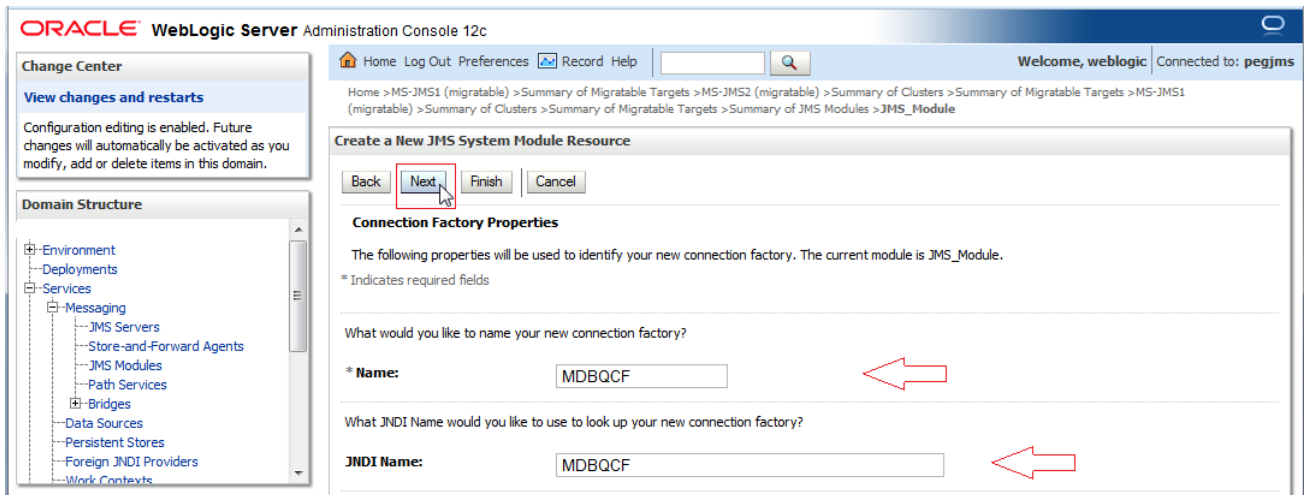 ORACLE WebLogic Server Administration Console 12c
Change Center
View changes and restarts
Configuration editing is enabled. Future
changes will automatically be activated as you
modify, add or delete items in this domain.
Domain Structure
Environment
Deployments
Services
Messaging
JMS Servers
Store-and-Forward Agents
JMS Modules
Path Services
Bridges
Data Sources
Persistent Stores
Foreign JNDI Providers
Work Contexts
Home Log Out Preferences Record Help
Welcome, weblogic Connected to: pegjms
Home >MS-JMS1 (migratable) >Summary of Migratable Targets >MS-JMS2 (migratable) >Summary of Clusters >Summary of Migratable Targets >MS-JMS1
(migratable) >Summary of Clusters >Summary of Migratable Targets >Summary of JMS Modules >JMS_Module
Create a New JMS System Module Resource
Back Next Finish Cancel
Connection Factory Properties
The following properties will be used to identify your new connection factory. The current module is JMS_Module.
* Indicates required fields
What would you like to name your new connection factory?
* Name: MDBQCF
What JNDI Name would you like to use to look up your new connection factory?
JNDI Name: MDBQCF